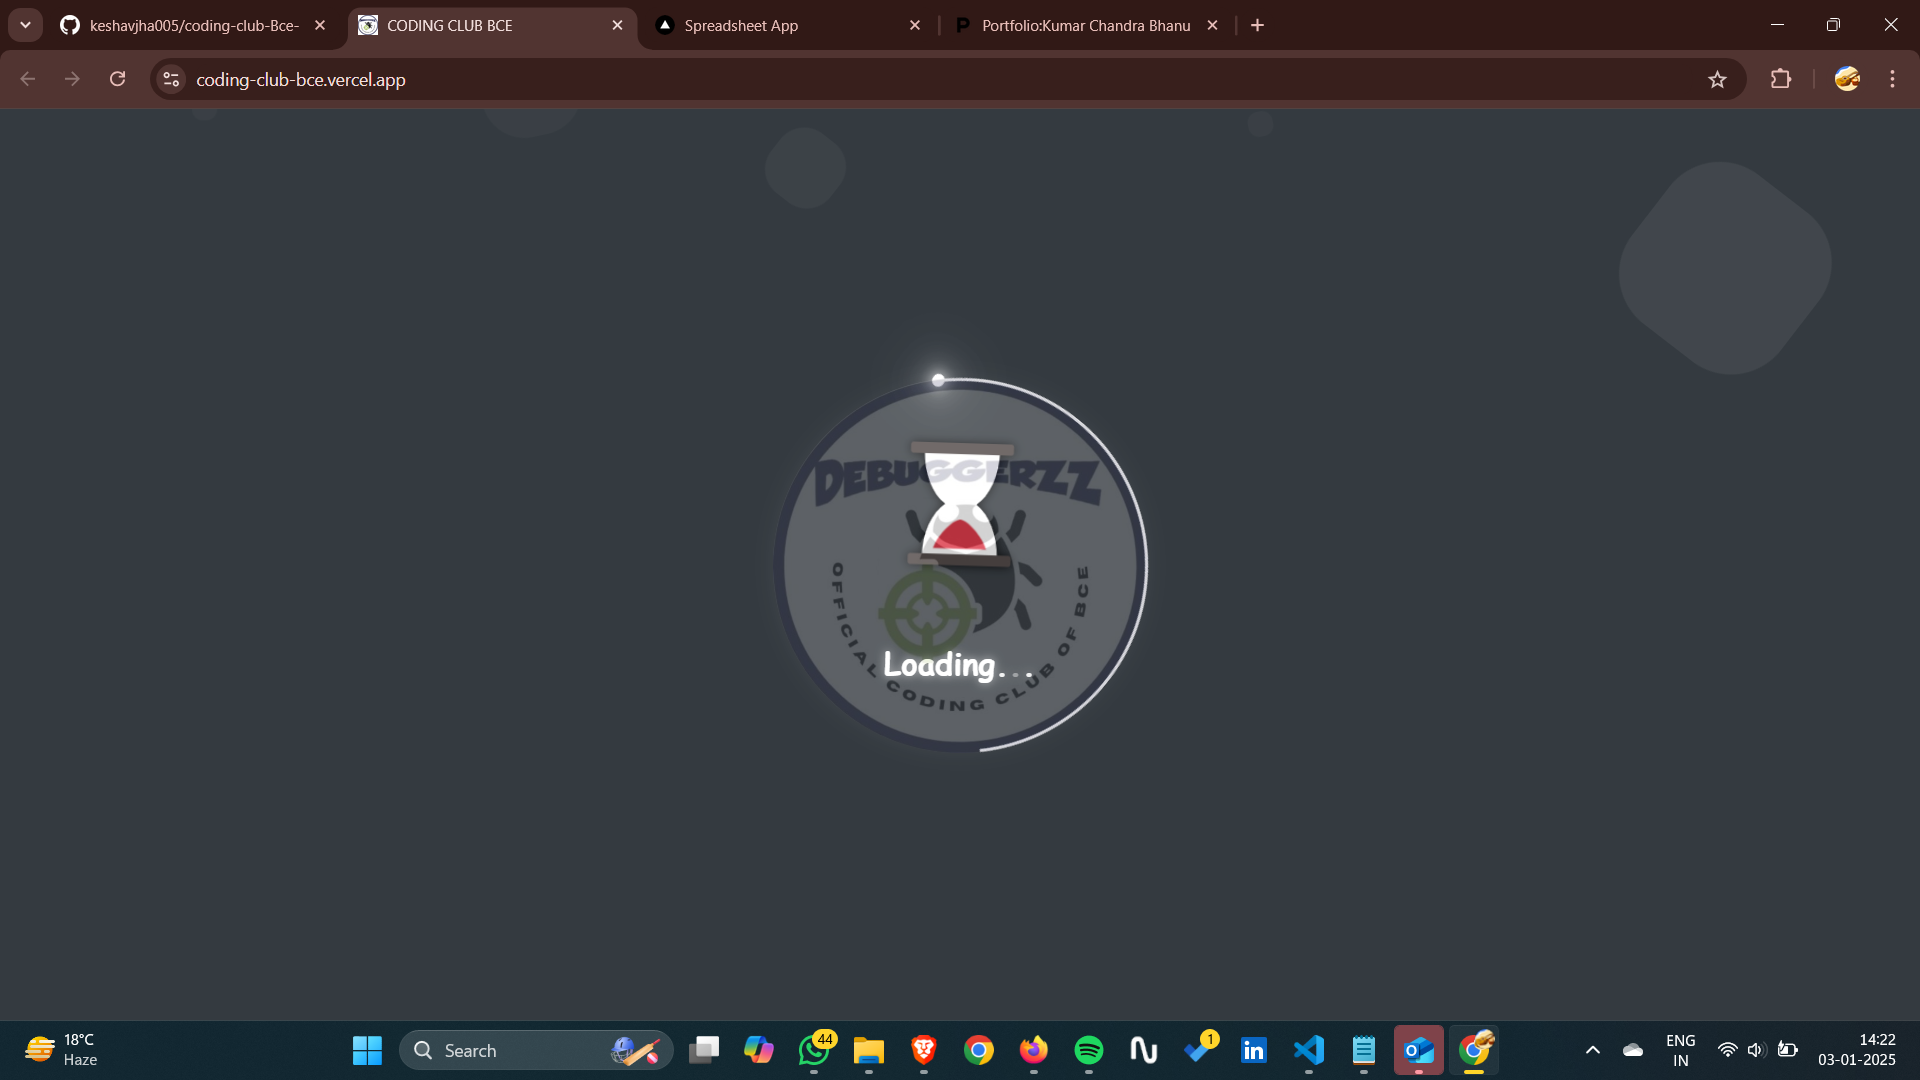 keshavjha005/coding-club-Bce-
CODING CLUB BCE
Spreadsheet App
Portfolio:Kumar Chandra Bhanu
coding-club-bce.vercel.app
DEBUGGERZZ
Loading...
OFFICIAL CODING CLUB OF BCE
18°C
Haze
Search
44
1
ENG
IN
14:22
03-01-2025